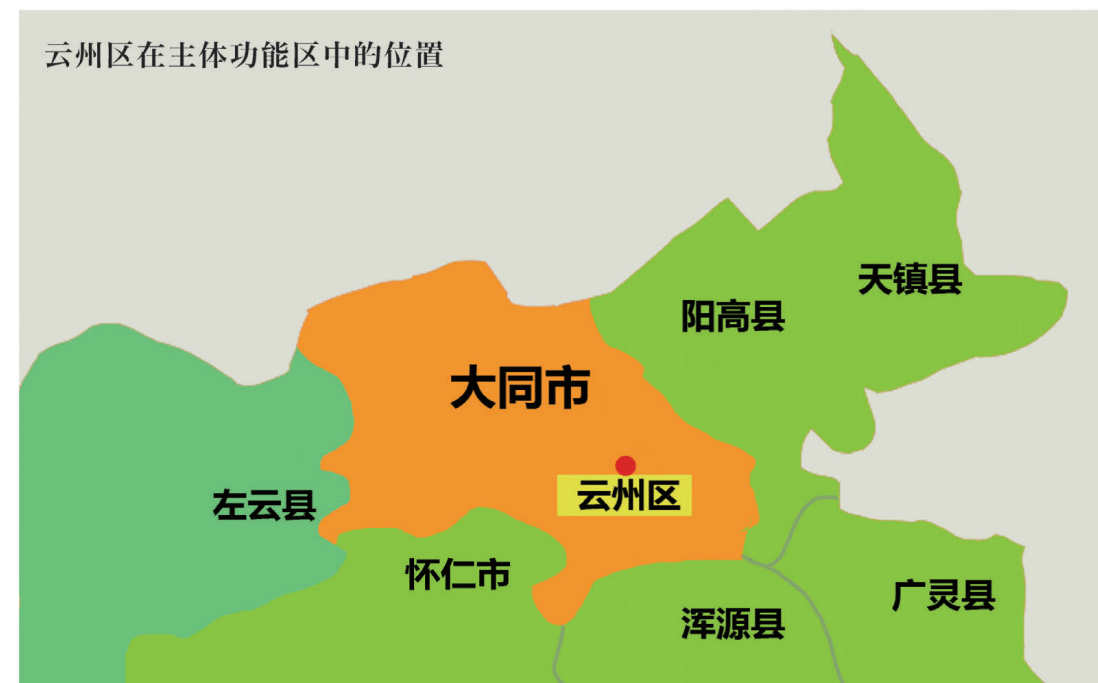 云州区在主体功能区中的位置
天镇县
阳高县
大同市
云州区
左云县
怀仁市
广灵县
浑源县